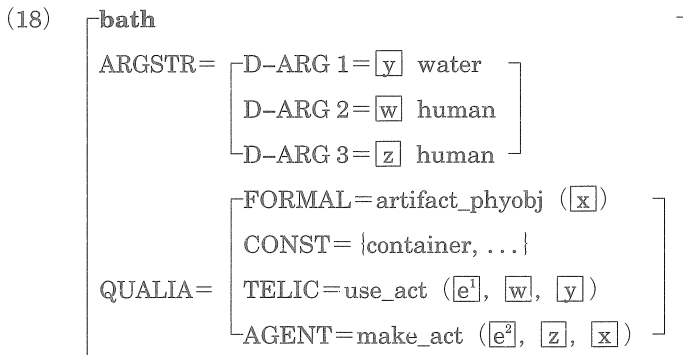 (18) bath
ARGSTR= D–ARG 1=y water
D–ARG 2=w human
D–ARG 3=z human
FORMAL=artifact_phyobj (x)
CONST= {container, ...}
QUALIA= TELIC=use_act (e¹, w, y)
AGENT=make_act (e², z, x)